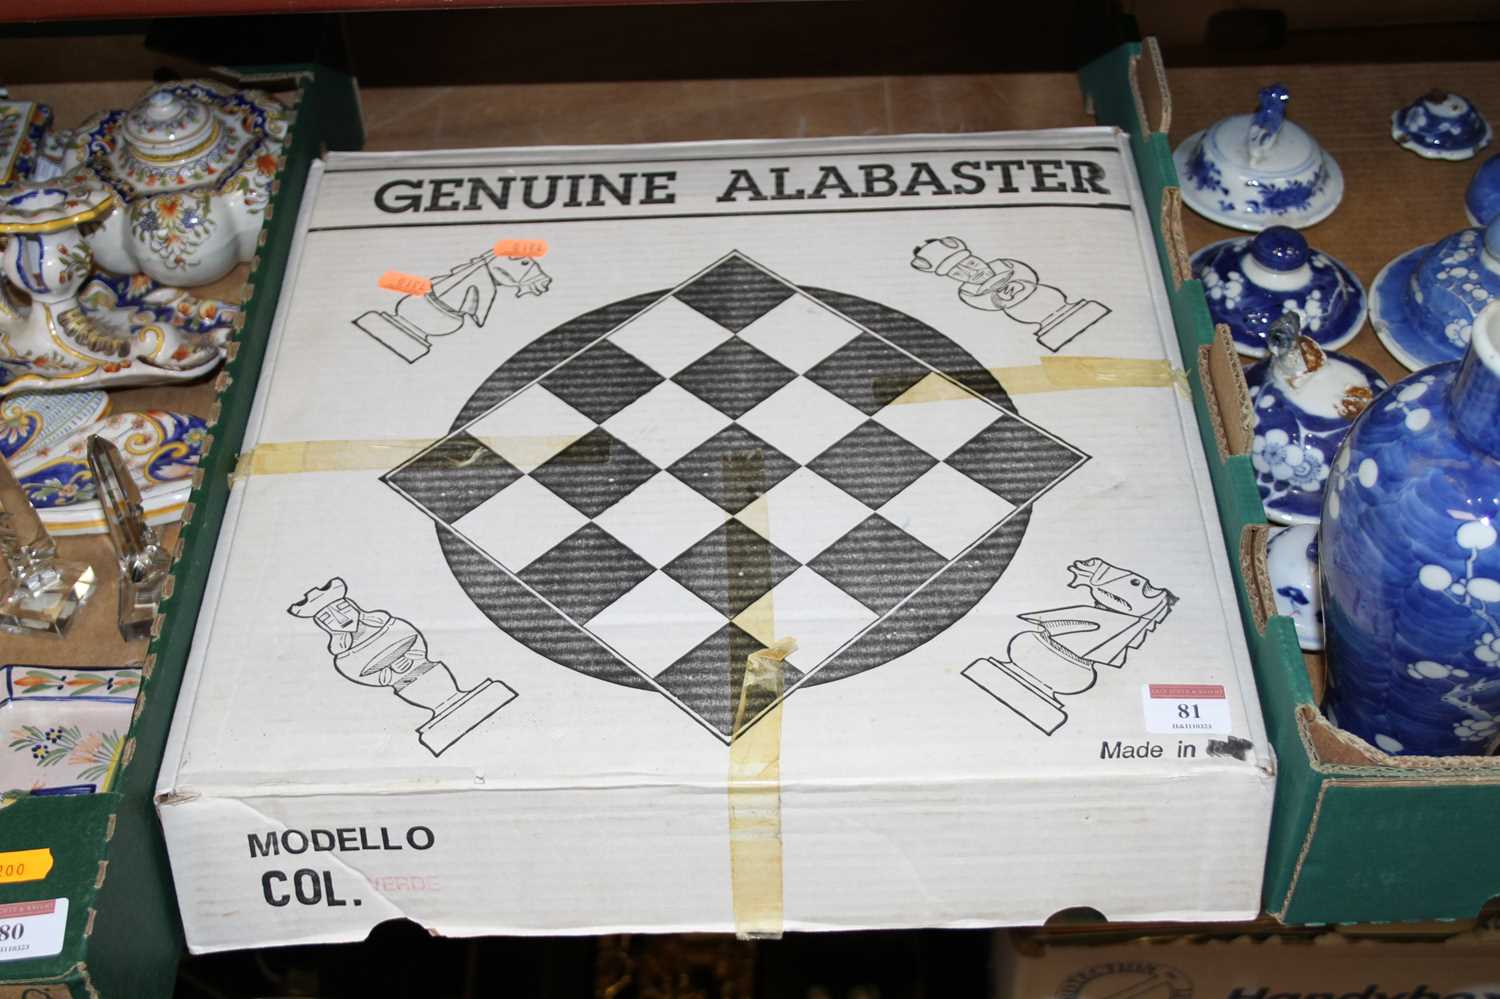 GENUINE ALABASTER
81
Made in
MODELLO
COL. VERDE
200
80